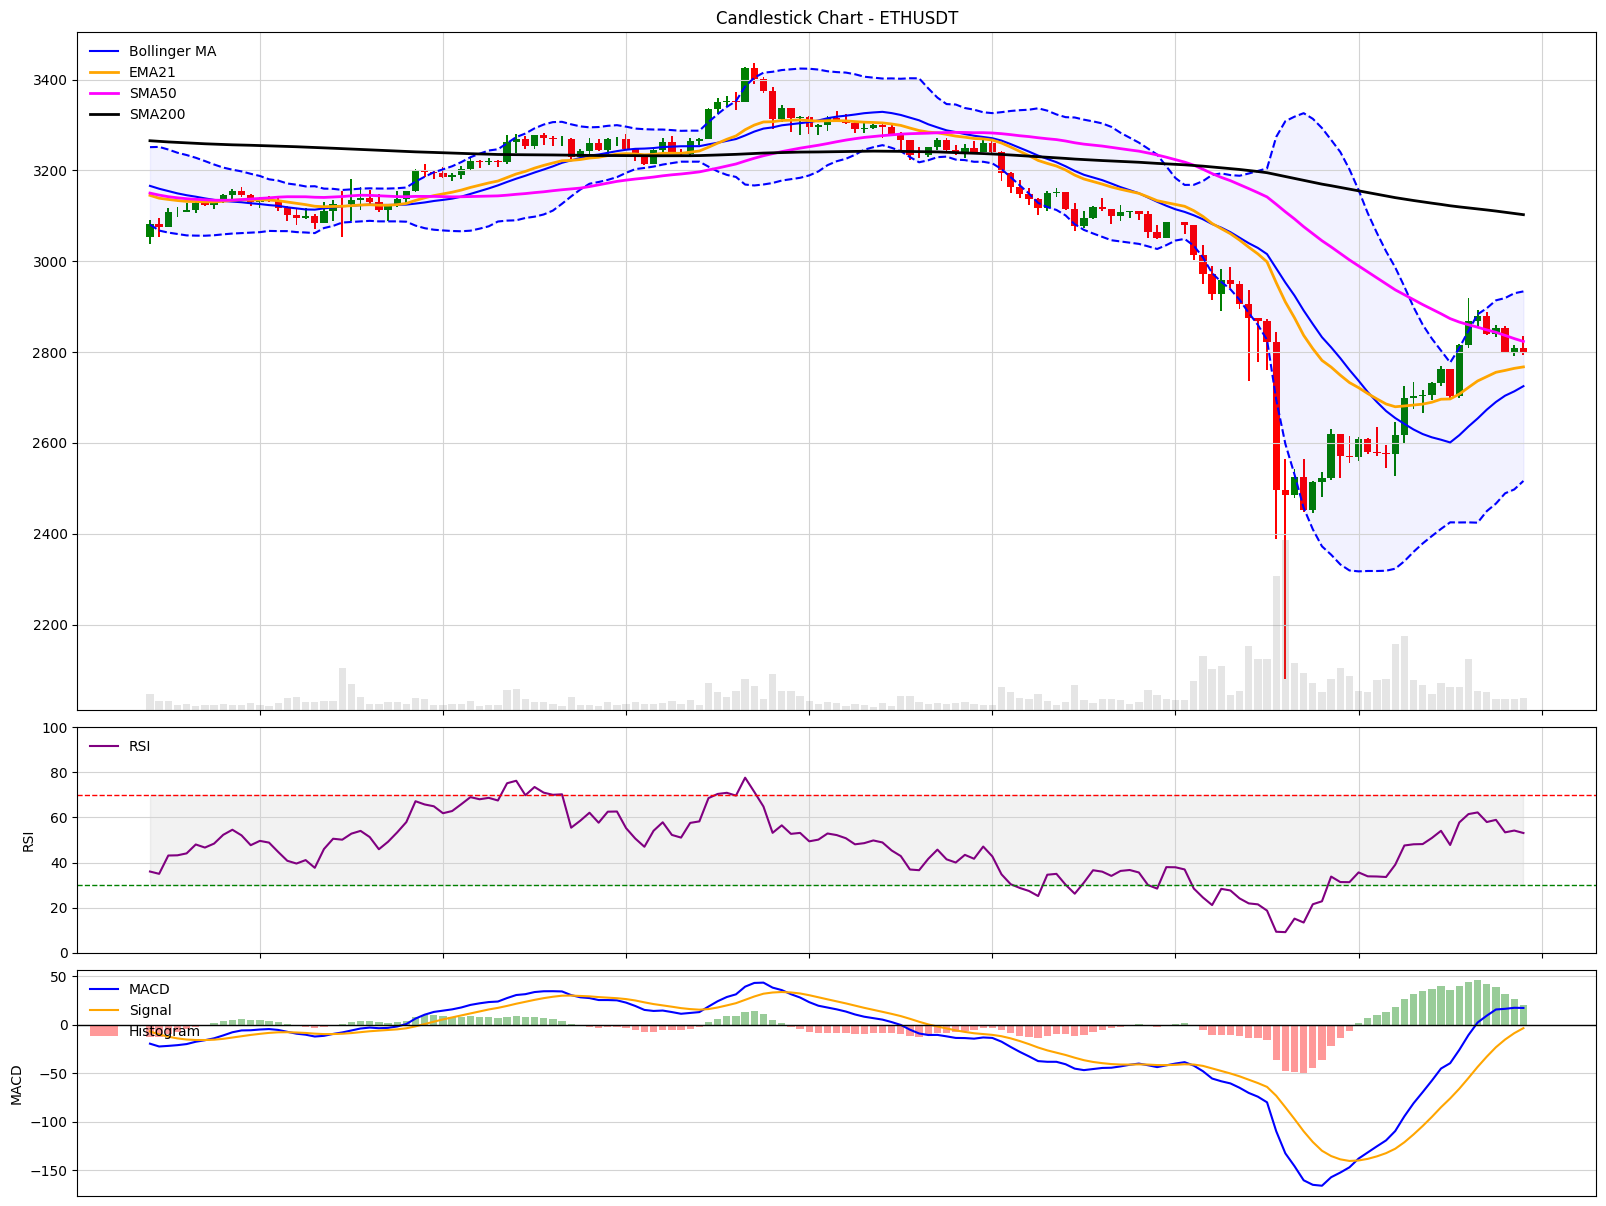 Candlestick Chart - ETHUSDT
Bollinger MA
EMA21
SMA50
SMA200
3400
3200
3000
2800
2600
2400
2200
RSI
100
80
60
40
20
0
RSI
MACD
Signal
Histogram
50
0
−50
−100
−150
MACD